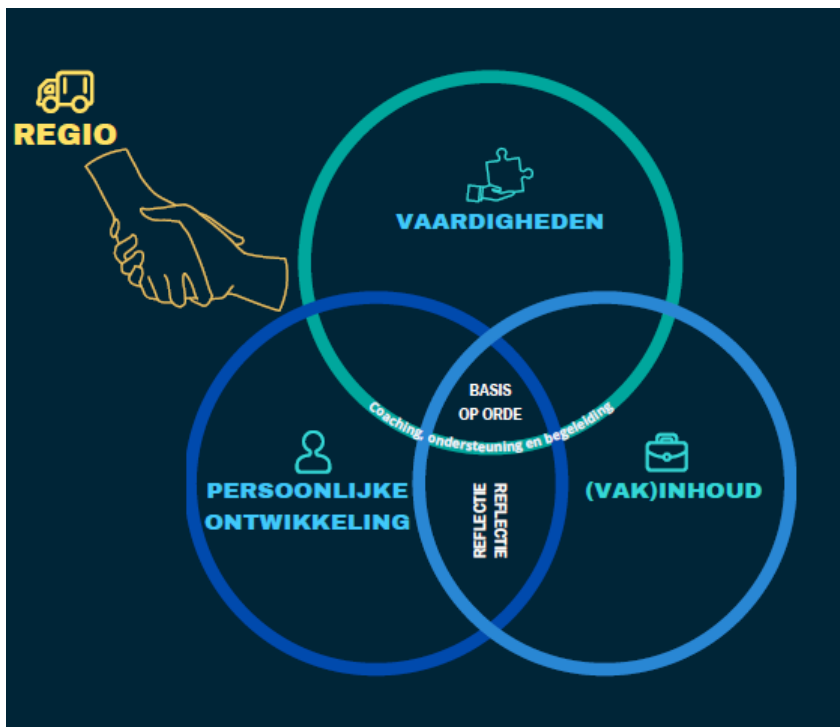 REGIO
VAARDIGHEDEN
BASIS
OP ORDE
Coaching, ondersteuning en begeleiding
PERSOONLIJKE
ONTWIKKELING
REFLECTIE
REFLECTIE
(VAK)INHOUD